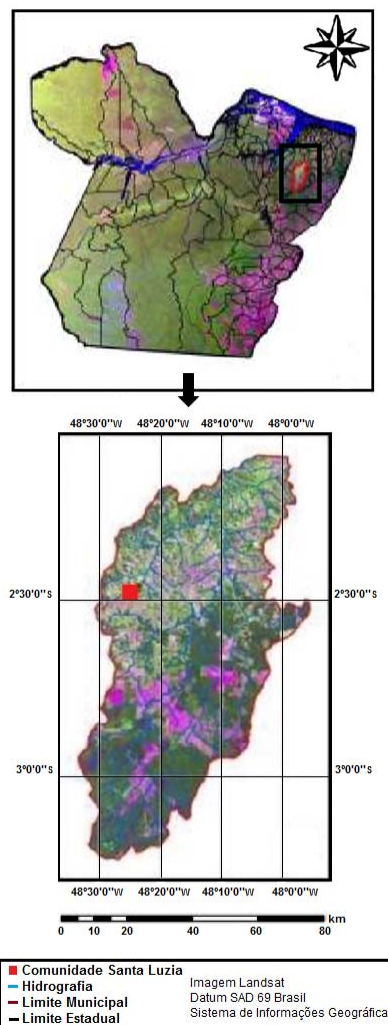 48°30'0"W 48°20'0"W 48°10'0"W 48°0'0"W
2°30'0"S 2°30'0"S
3°0'0"S 3°0'0"S
48°30'0"W 48°20'0"W 48°10'0"W 48°0'0"W
km
0 10 20 40 60 80
Comunidade Santa Luzia
Hidrografia
Limite Municipal
Limite Estadual
Imagem Landsat
Datum SAD 69 Brasil
Sistema de Informações Geográfica